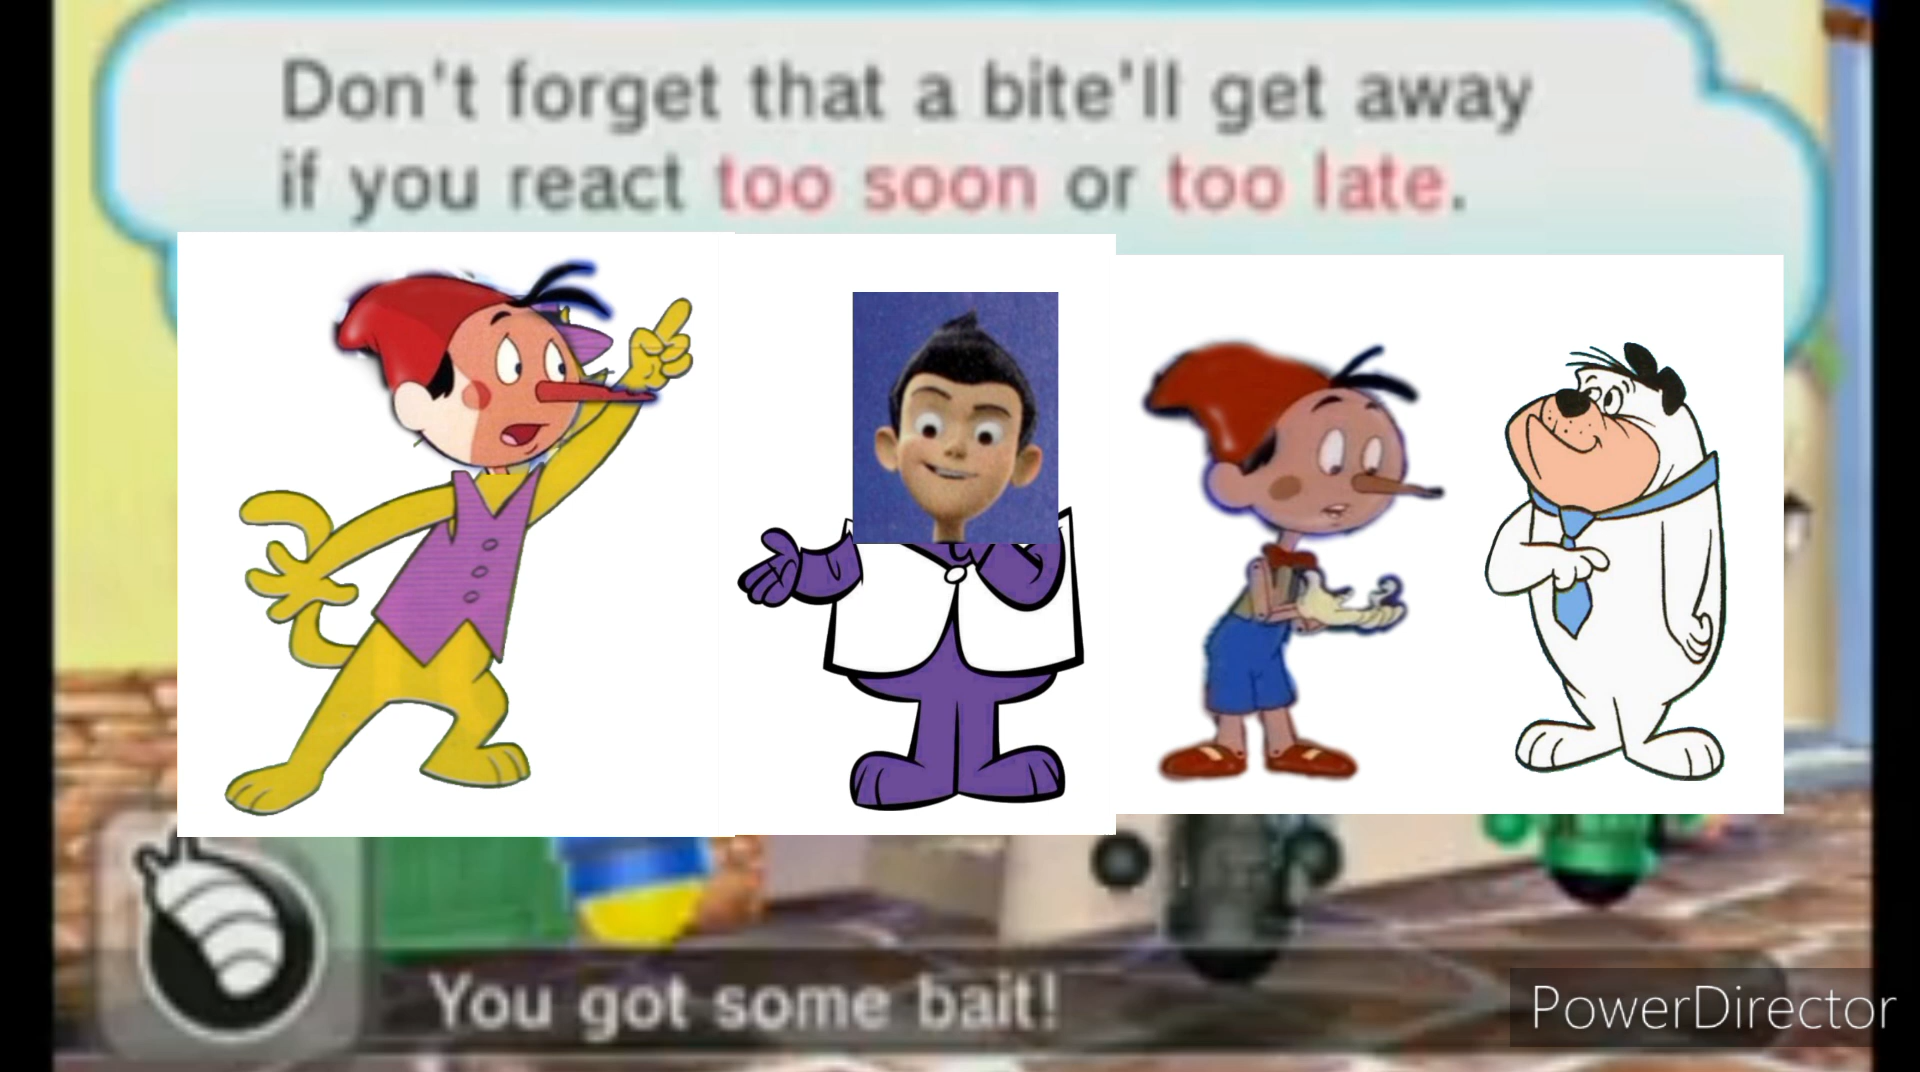 Don't forget that a bite'll get away
if you react too soon or too late.
You got some bait!
PowerDirector